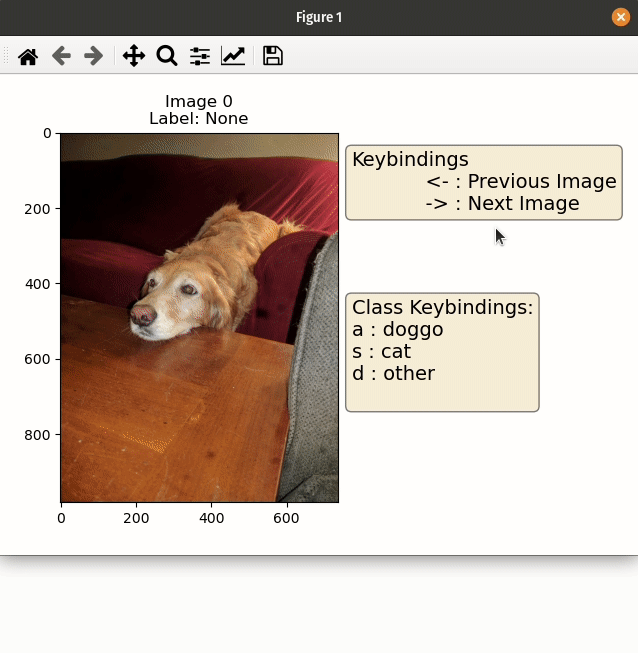 Figure 1
Image 0
Label: None
0
200
400
600
800
0
200
400
600
Keybindings
<- : Previous Image
-> : Next Image
Class Keybindings:
a : doggo
s : cat
d : other